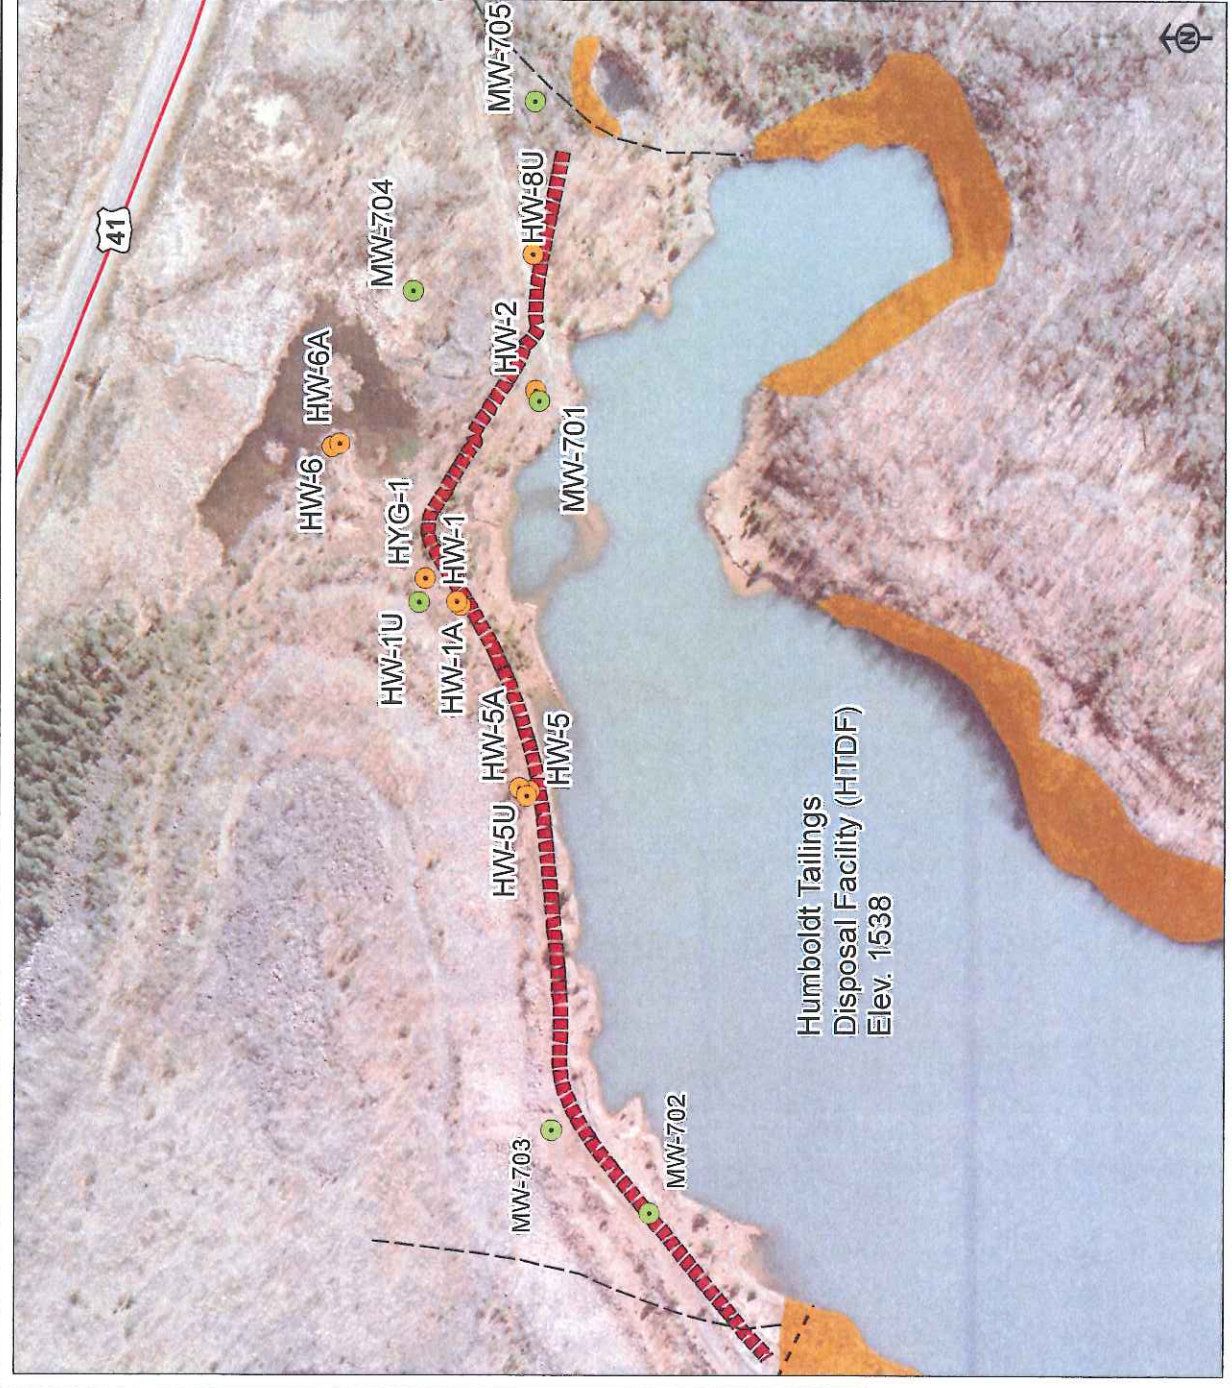 41
N
MW-705
MW-704
HW-8U
HW-2
HW-6A
HW-6
MW-701
HYG-1
HW-1
HW-1U
HW-1A
HW-5A
HW-5
HW-5U
Humboldt Tailings
Disposal Facility (HTDF)
Elev. 1538
MW-703
MW-702